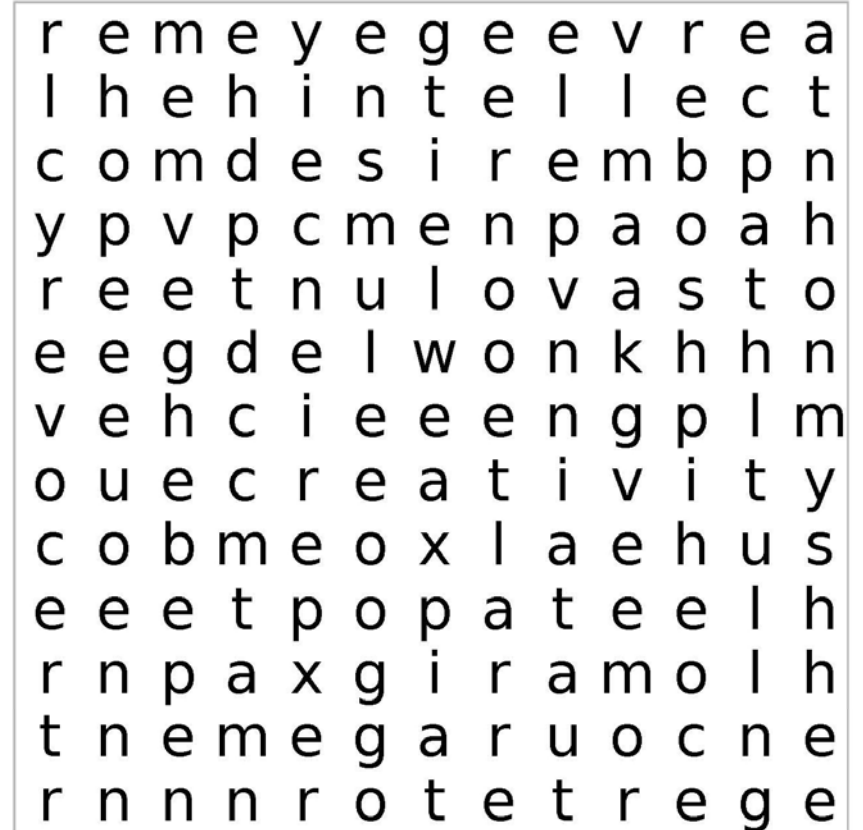 r e m e y e g e e v r e a
l h e h i n t e l l e c t
c o m d e s i r e m b p n
y p v p c m e n p a o a h
r e e t n u l o v a s t o
e e g d e l w o n k h h n
v e h c i e e e n g p l m
o u e c r e a t i v i t y
c o b m e o x l a e h u s
e e e t p o p a t e e l h
r n p a x g i r a m o l h
t n e m e g a r u o c n e
r n n n r o t e t r e g e